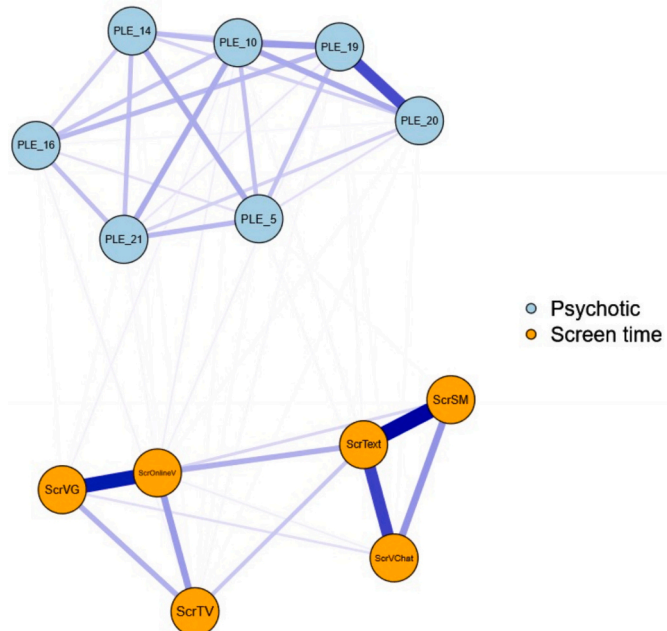 PLE_14
PLE_10
PLE_19
PLE_20
PLE_16
PLE_5
PLE_21
Psychotic
Screen time
ScrSM
ScrText
ScrOnlineV
ScrVG
ScrVChat
ScrTV